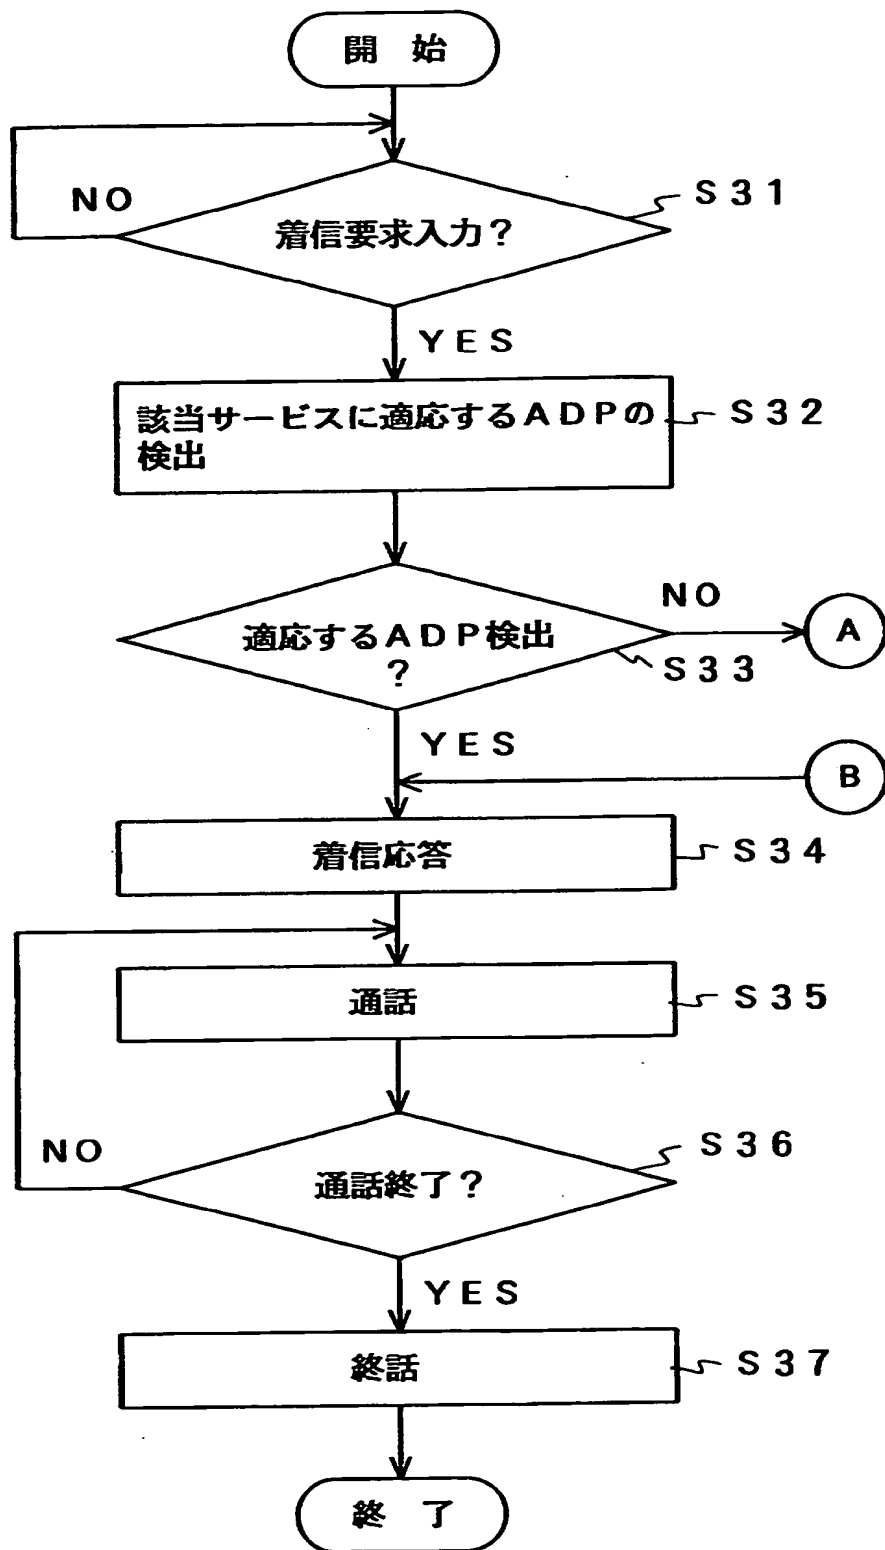 開 始
NO
着信要求入力?
S31
YES
該当サービスに適応するADPの
検出
S32
NO
適応するADP検出
?
S33
A
YES
B
着信応答
S34
通話
S35
NO
通話終了?
S36
YES
終話
S37
終 了